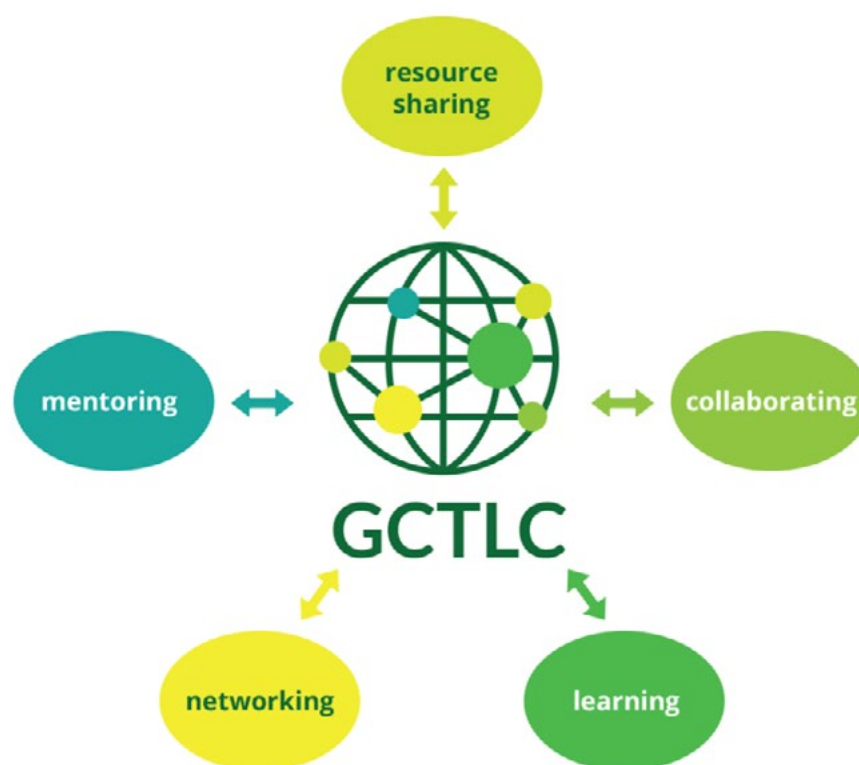 resource
sharing
mentoring
collaborating
GCTLC
networking
learning